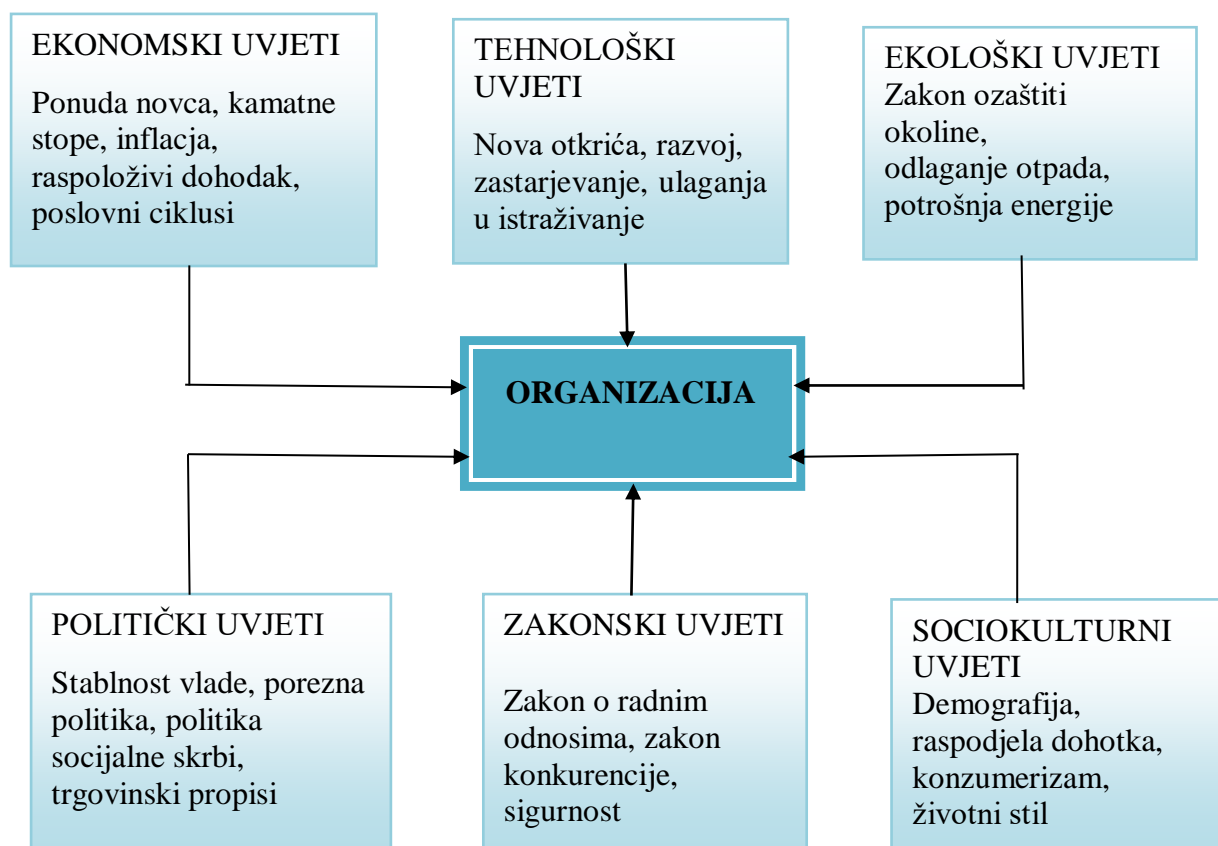 EKONOMSKI UVJETI
Ponuda novca, kamatne
stope, inflacja,
raspoloživi dohodak,
poslovni ciklusi
TEHNOLOŠKI
UVJETI
Nova otkrića, razvoj,
zastarjevanje, ulaganja
u istraživanje
EKOLOŠKI UVJETI
Zakon ozaštiti
okoline,
odlaganje otpada,
potrošnja energije
ORGANIZACIJA
POLITIČKI UVJETI
Stablnost vlade, porezna
politika, politika
socijalne skrbi,
trgovinski propisi
ZAKONSKI UVJETI
Zakon o radnim
odnosima, zakon
konkurencije,
sigurnost
SOCIOKULTURNI
UVJETI
Demografija,
raspodjela dohotka,
konzumerizam,
životni stil